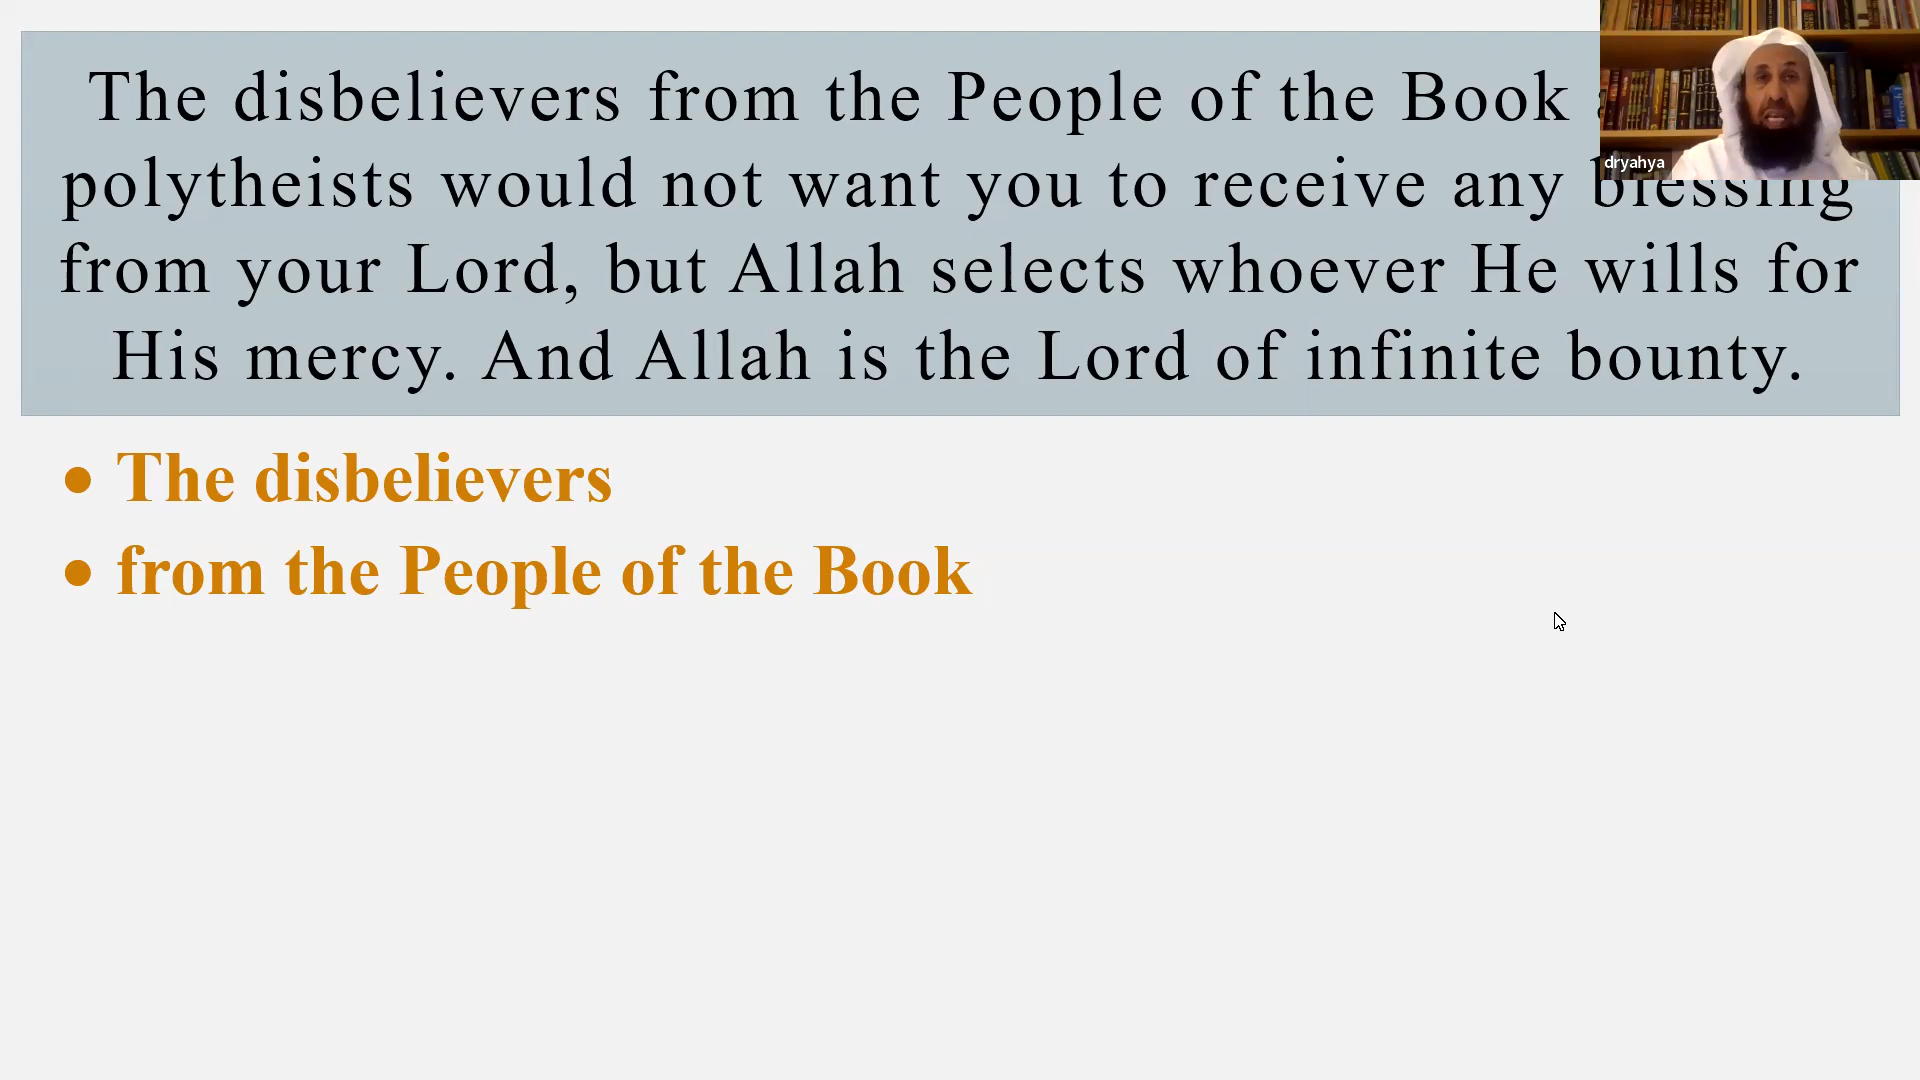 The disbelievers from the People of the Book
polytheists would not want you to receive any blessing
from your Lord, but Allah selects whoever He wills for
His mercy. And Allah is the Lord of infinite bounty.
• The disbelievers
• from the People of the Book
dryahya